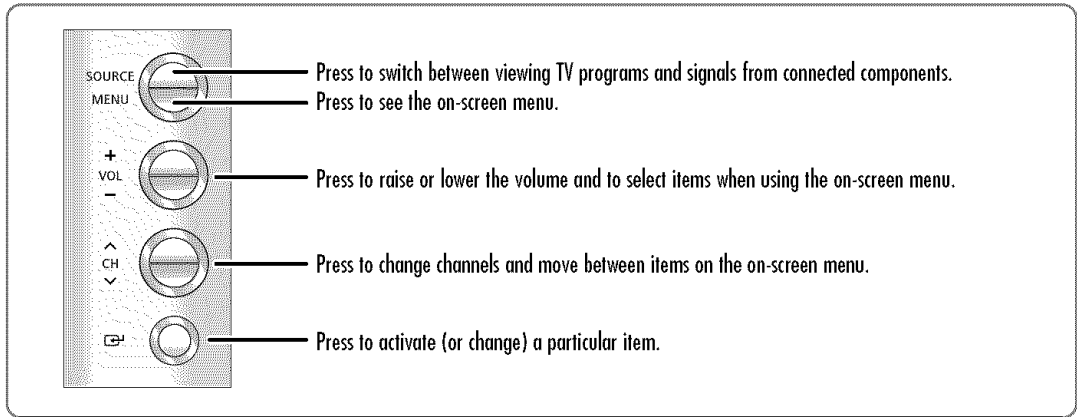 SOURCE
MENU
Press to switch between viewing TV programs and signals from connected components.
Press to see the on-screen menu.
+
VOL
−
Press to raise or lower the volume and to select items when using the on-screen menu.
CH
Press to change channels and move between items on the on-screen menu.
Press to activate (or change) a particular item.